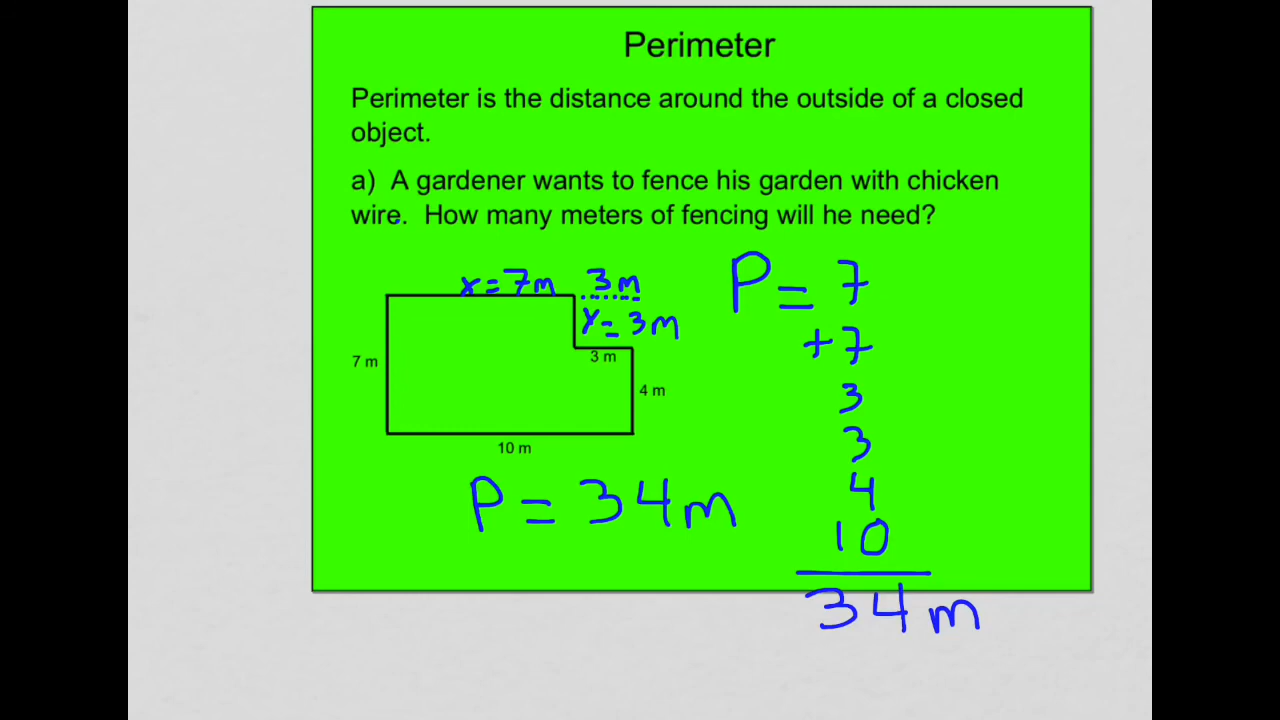 Perimeter
Perimeter is the distance around the outside of a closed
object.
a) A gardener wants to fence his garden with chicken
wire. How many meters of fencing will he need?
x = 7m 3m
y = 3m
3 m
7 m
4 m
10 m
P = 7
+ 7
3
3
4
10
34 m
P = 34m